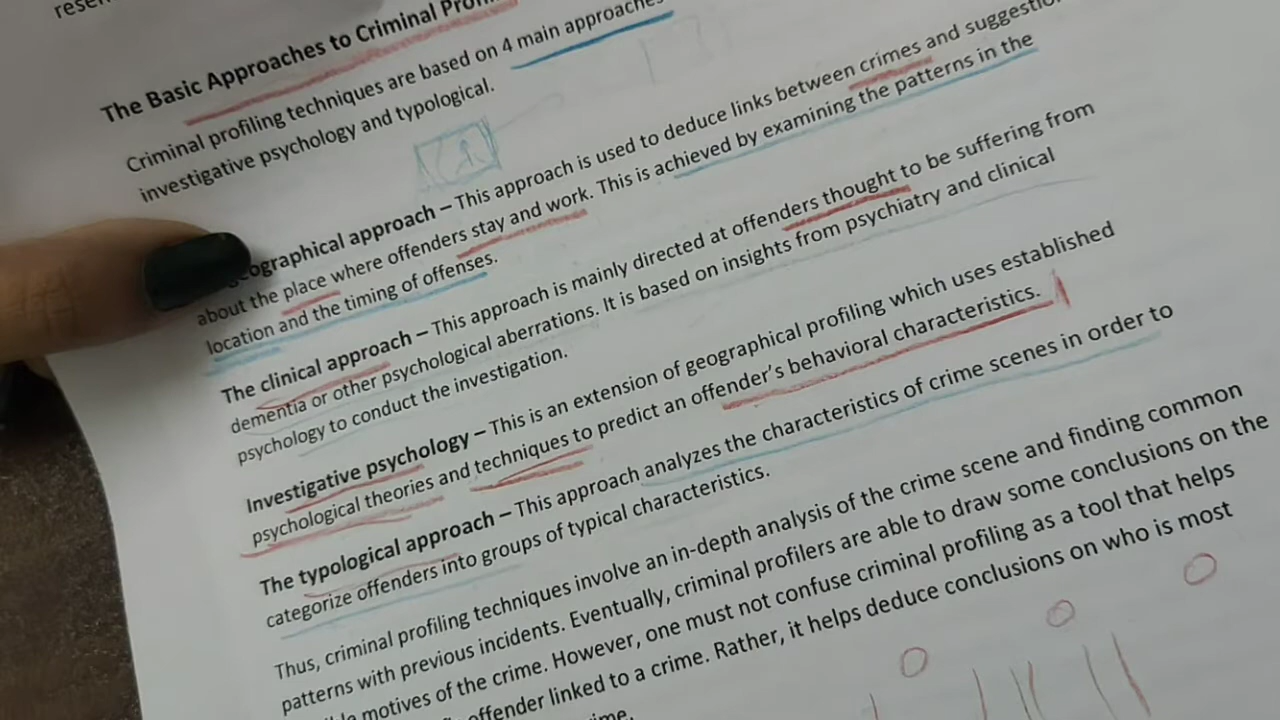 The Basic Approaches to Criminal
Criminal profiling techniques are based on 4 main approaches
investigative psychology and typological.
ographical approach – This approach is used to deduce links between crimes and
about the place where offenders stay and work. This is achieved by examining the patterns in the
location and the timing of offenses.
The clinical approach – This approach is mainly directed at offenders thought to be suffering from
dementia or other psychological aberrations. It is based on insights from psychiatry and clinical
psychology to conduct the investigation.
Investigative psychology – This is an extension of geographical profiling which uses established
psychological theories and techniques to predict an offender's behavioral characteristics.
The typological approach – This approach analyzes the characteristics of crime scenes in order to
categorize offenders into groups of typical characteristics.
Thus, criminal profiling techniques involve an in-depth analysis of the crime scene and finding common
patterns with previous incidents. Eventually, criminal profilers are able to draw some conclusions on the
motives of the crime. However, one must not confuse criminal profiling as a tool that helps
offender linked to a crime. Rather, it helps deduce conclusions on who is most